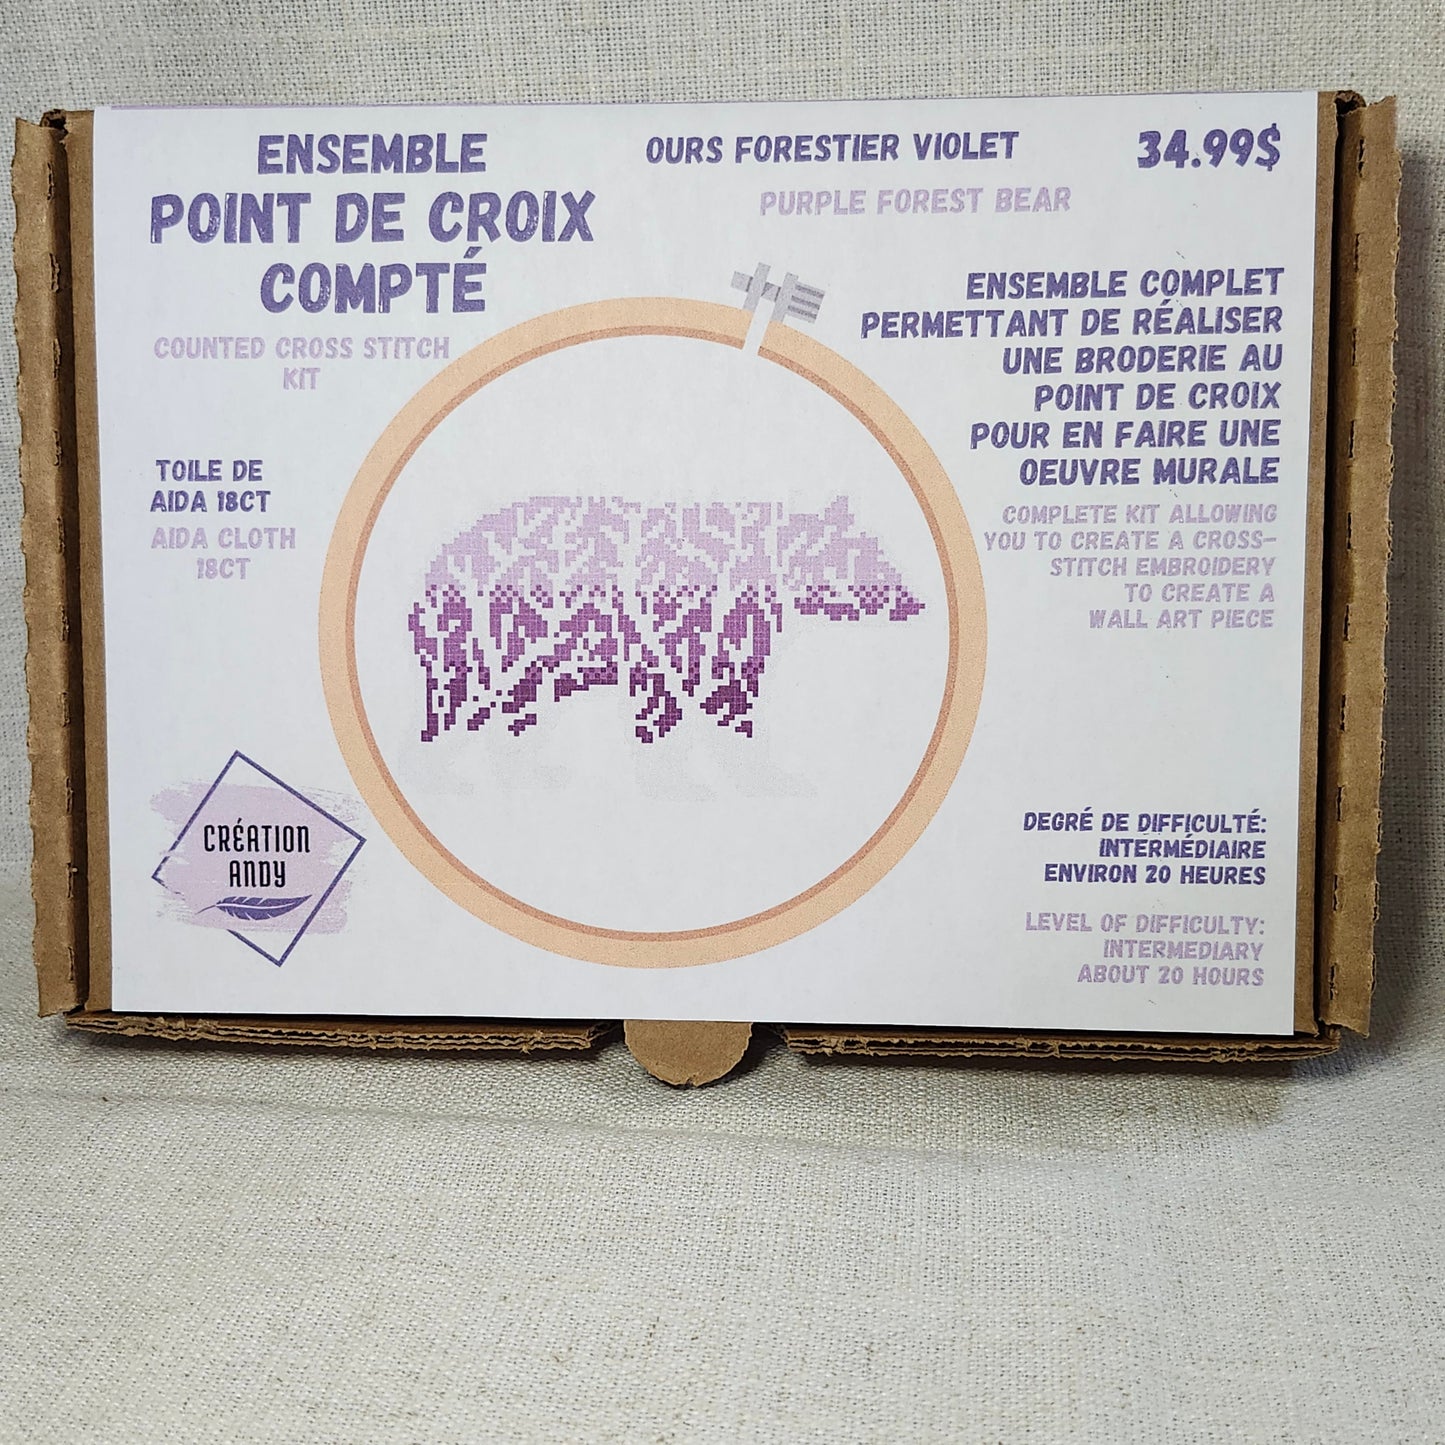 ENSEMBLE
POINT DE CROIX
COMPTÉ
COUNTED CROSS STITCH
KIT
OURS FORESTIER VIOLET
PURPLE FOREST BEAR
34.99$
ENSEMBLE COMPLET
PERMETTANT DE RÉALISER
UNE BRODERIE AU
POINT DE CROIX
POUR EN FAIRE UNE
OEUVRE MURALE
COMPLETE KIT ALLOWING
YOU TO CREATE A CROSS-
STITCH EMBROIDERY
TO CREATE A
WALL ART PIECE
TOILE DE
AIDA 18CT
AIDA CLOTH
18CT
CRÉATION
ANDY
DEGRÉ DE DIFFICULTÉ:
INTERMÉDIAIRE
ENVIRON 20 HEURES
LEVEL OF DIFFICULTY:
INTERMEDIARY
ABOUT 20 HOURS